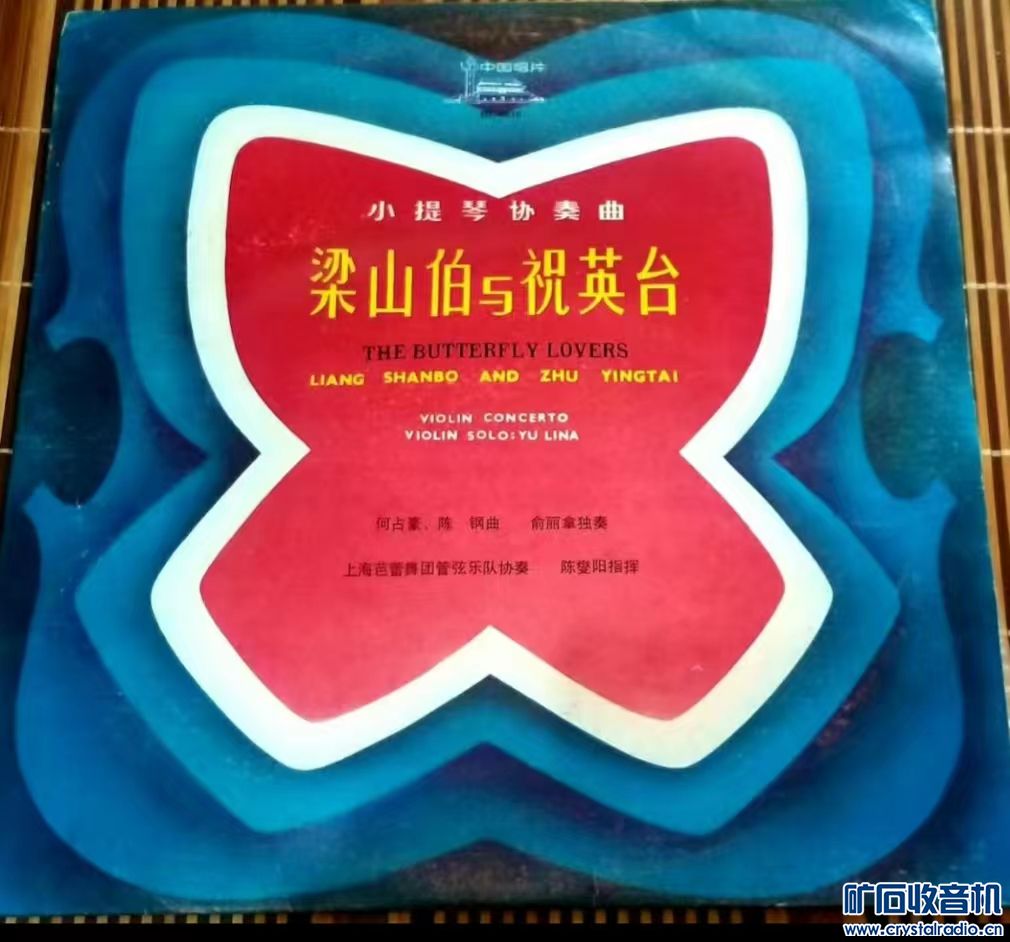 中国唱片
小提琴协奏曲
梁山伯与祝英台
THE BUTTERFLY LOVERS
LIANG SHANBO AND ZHU YINGTAI
VIOLIN CONCERTO
VIOLIN SOLO: YU LINA
何占豪、陈 钢曲 俞丽拿独奏
上海芭蕾舞团管弦乐队协奏 陈燮阳指挥
矿石收音机
www.crystalradio.cn